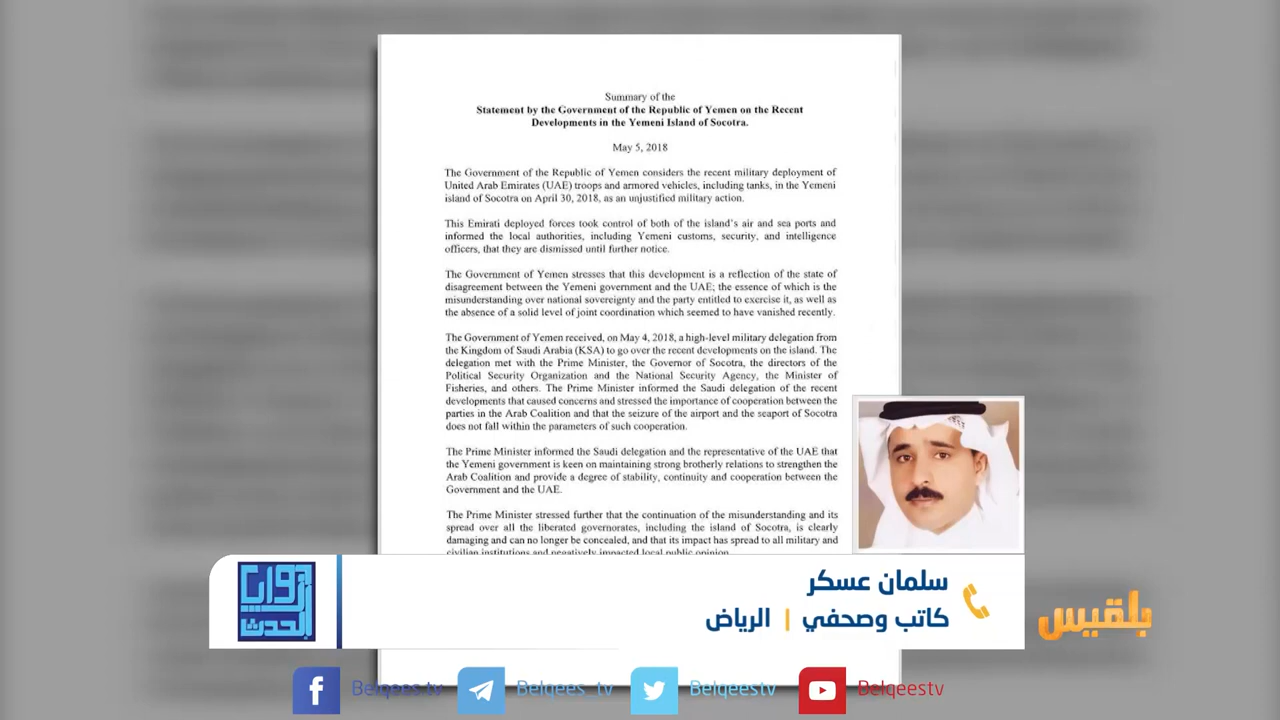 Summary of the
Statement by the Government of the Republic of Yemen on the Recent
Developments in the Yemeni Island of Socotra.
May 5, 2018
The Government of the Republic of Yemen considers the recent military deployment of
United Arab Emirates (UAE) troops and armored vehicles, including tanks, in the Yemeni
island of Socotra on April 30, 2018, as an unjustified military action.
This Emirati deployed forces took control of both of the island's air and sea ports and
informed the local authorities, including Yemeni customs, security, and intelligence
officers, that they are dismissed until further notice.
The Government of Yemen stresses that this development is a reflection of the state of
disagreement between the Yemeni government and the UAE; the essence of which is the
misunderstanding over national sovereignty and the party entitled to exercise it, as well as
the absence of a solid level of joint coordination which seemed to have vanished recently.
The Government of Yemen received, on May 4, 2018, a high-level military delegation from
the Kingdom of Saudi Arabia (KSA) to go over the recent developments on the island. The
delegation met with the Prime Minister, the Governor of Socotra, the directors of the
Political Security Organization and the National Security Agency, the Minister of
Fisheries, and others. The Prime Minister informed the Saudi delegation of the recent
developments that caused concerns and stressed the importance of cooperation between the
parties in the Arab Coalition and that the seizure of the airport and the seaport of Socotra
does not fall within the parameters of such cooperation.
The Prime Minister informed the Saudi delegation and the representative of the UAE that
the Yemeni government is keen on maintaining strong brotherly relations to strengthen the
Arab Coalition and provide a degree of stability, continuity and cooperation between the
Government and the UAE.
The Prime Minister stressed further that the continuation of the misunderstanding and its
spread over all the liberated governorates, including the island of Socotra, is clearly
damaging and can no longer be concealed, and that its impact has spread to all military and
civilian institutions and negatively impacted local public opinion.
سلمان عسكر
كاتب وصحفي | الرياض
الحدث
بلقيس
Belqees.tv
Belqees_tv
Belqeestv
Belqeestv